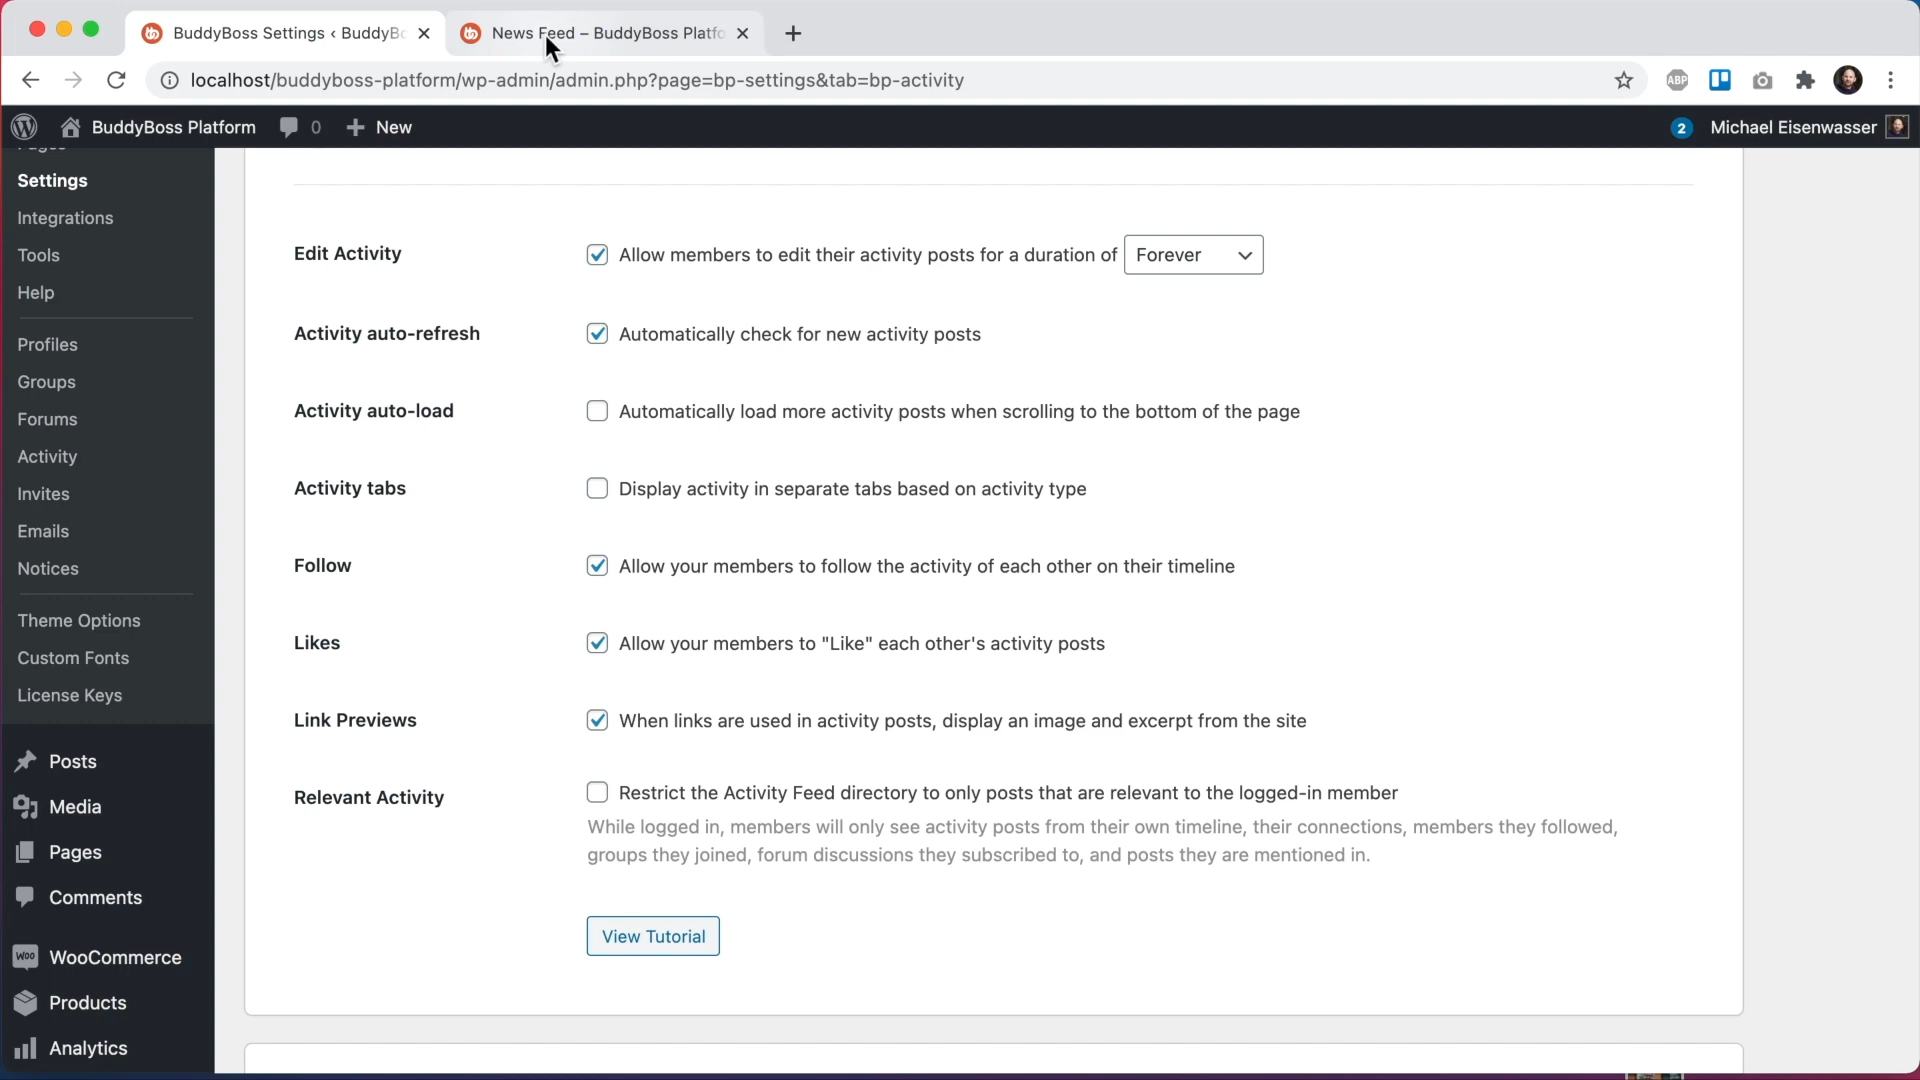 BuddyBoss Settings ‹ BuddyBo
News Feed – BuddyBoss Platfo
localhost/buddyboss-platform/wp-admin/admin.php?page=bp-settings&tab=bp-activity
ABP
BuddyBoss Platform
0
New
2
Michael Eisenwasser
Pages
Settings
Integrations
Tools
Help
Profiles
Groups
Forums
Activity
Invites
Emails
Notices
Theme Options
Custom Fonts
License Keys
Posts
Media
Pages
Comments
Woo
WooCommerce
Products
Analytics
Edit Activity
Allow members to edit their activity posts for a duration of Forever
Activity auto-refresh
Automatically check for new activity posts
Activity auto-load
Automatically load more activity posts when scrolling to the bottom of the page
Activity tabs
Display activity in separate tabs based on activity type
Follow
Allow your members to follow the activity of each other on their timeline
Likes
Allow your members to "Like" each other's activity posts
Link Previews
When links are used in activity posts, display an image and excerpt from the site
Relevant Activity
Restrict the Activity Feed directory to only posts that are relevant to the logged-in member
While logged in, members will only see activity posts from their own timeline, their connections, members they followed,
groups they joined, forum discussions they subscribed to, and posts they are mentioned in.
View Tutorial